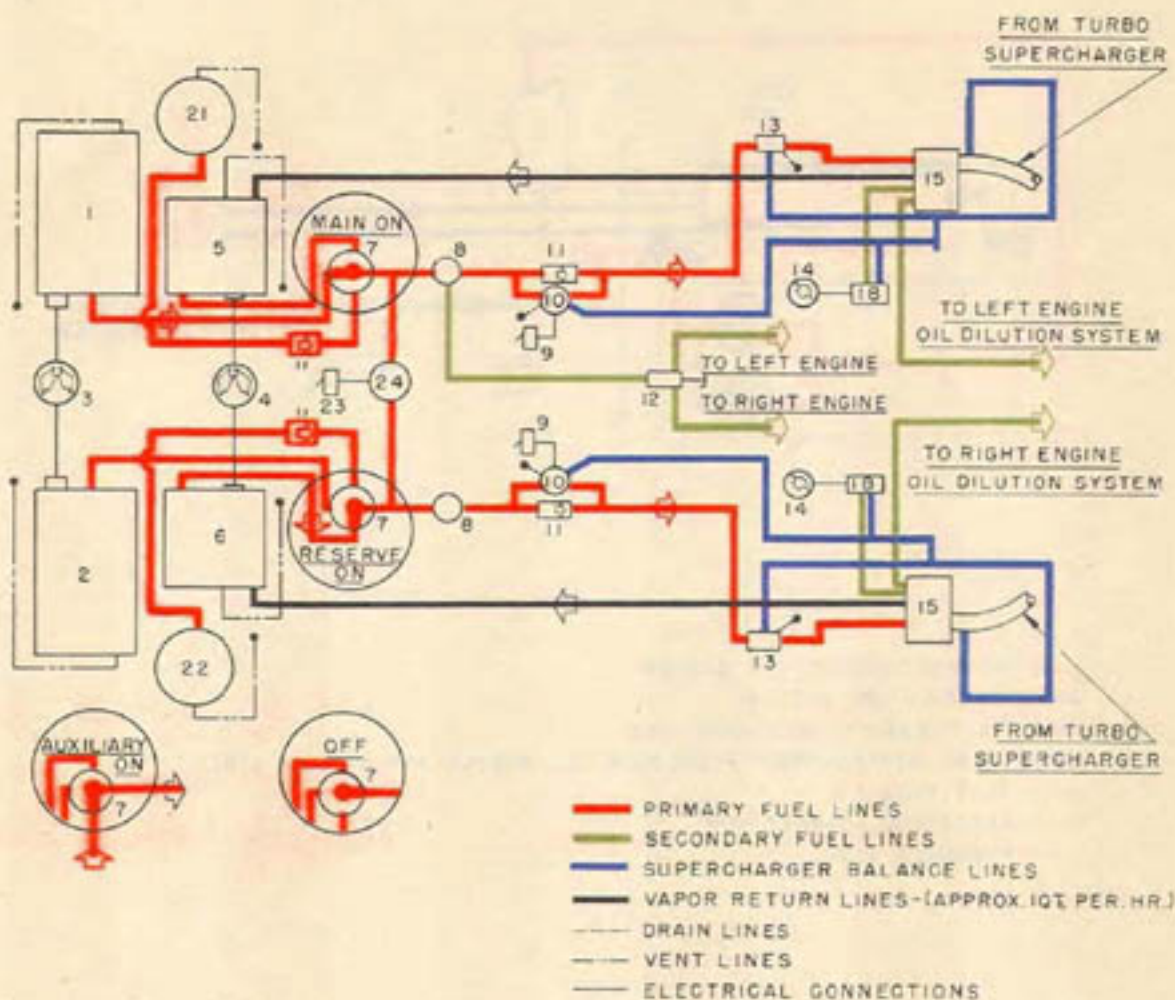 FROM TURBO
SUPERCHARGER
21
13
1
5
MAIN ON
7
8
11
15
10
14
18
9
TO LEFT ENGINE
OIL DILUTION SYSTEM
11
3
4
23
24
TO LEFT ENGINE
12
TO RIGHT ENGINE
11
9
TO RIGHT ENGINE
OIL DILUTION SYSTEM
10
14
18
2
6
7
8
11
RESERVE
ON
15
22
13
AUXILIARY
ON
7
OFF
7
FROM TURBO
SUPERCHARGER
PRIMARY FUEL LINES
SECONDARY FUEL LINES
SUPERCHARGER BALANCE LINES
VAPOR RETURN LINES-(APPROX. 1QT. PER. HR.)
DRAIN LINES
VENT LINES
ELECTRICAL CONNECTIONS